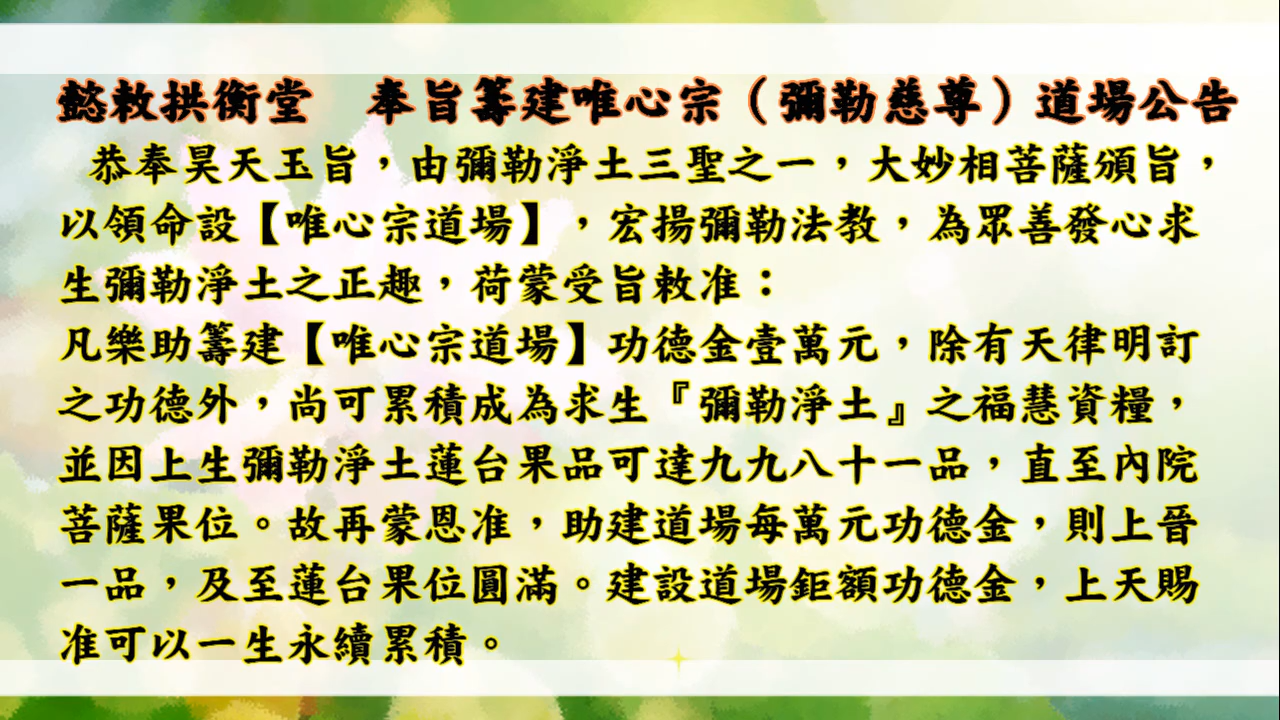 懿敕拱衡堂　奉旨籌建唯心宗（彌勒慈尊）道場公告
恭奉昊天玉旨，由彌勒淨土三聖之一，大妙相菩薩頒旨，
以領命設【唯心宗道場】，宏揚彌勒法教，為眾善發心求
生彌勒淨土之正趣，荷蒙受旨敕准：
凡樂助籌建【唯心宗道場】功德金壹萬元，除有天律明訂
之功德外，尚可累積成為求生『彌勒淨土』之福慧資糧，
並因上生彌勒淨土蓮台果品可達九九八十一品，直至內院
菩薩果位。故再蒙恩准，助建道場每萬元功德金，則上晉
一品，及至蓮台果位圓滿。建設道場鉅額功德金，上天賜
准可以一生永續累積。